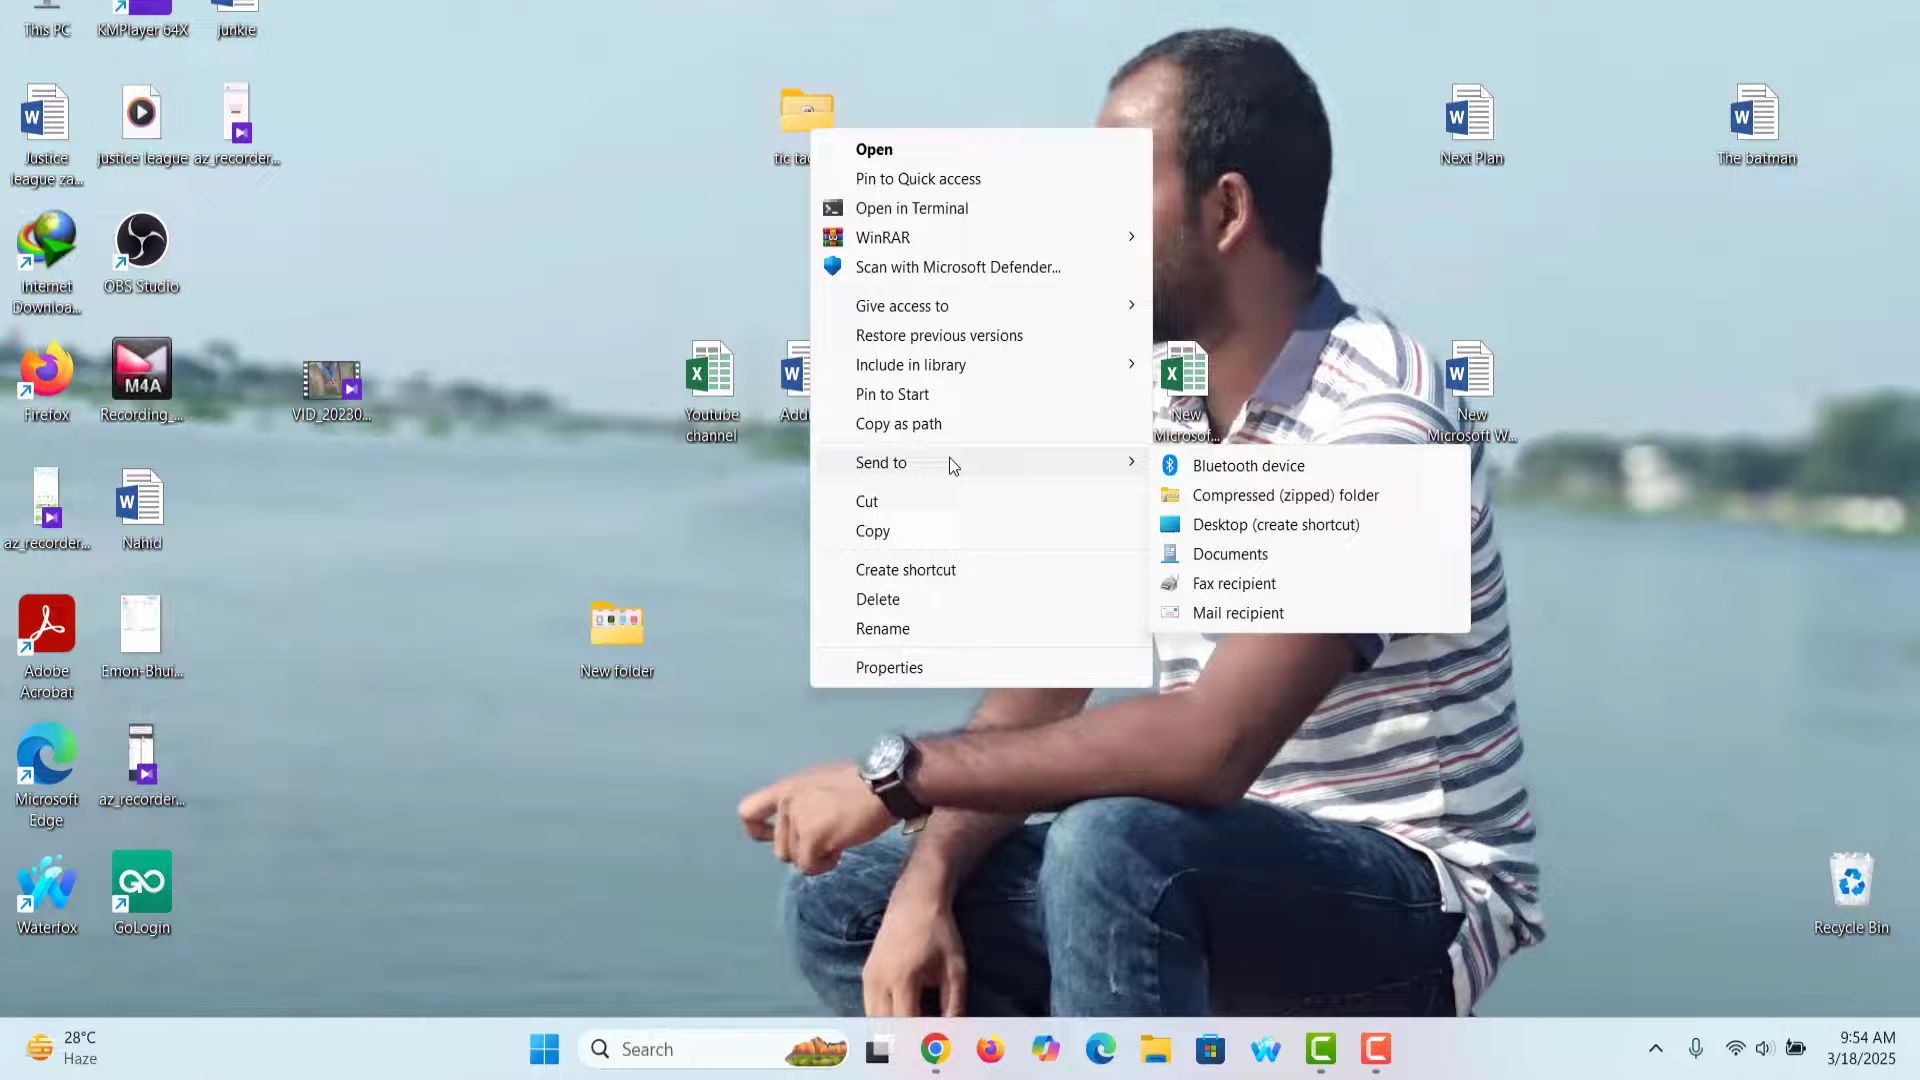 This PC
KMPlayer 64X
junkie
Justice
league za...
justice league
az_recorder...
tic tac
Next Plan
The batman
Internet
Downloa...
OBS Studio
Firefox
M4A
Recording_...
VID_20230...
Youtube
channel
Add
New
Microsof...
New
Microsoft W...
az_recorder...
Nahid
Adobe
Acrobat
Emon-Bhui...
New folder
Microsoft
Edge
az_recorder...
Waterfox
GoLogin
Recycle Bin
Open
Pin to Quick access
Open in Terminal
WinRAR
Scan with Microsoft Defender...
Give access to
Restore previous versions
Include in library
Pin to Start
Copy as path
Send to
Cut
Copy
Create shortcut
Delete
Rename
Properties
Bluetooth device
Compressed (zipped) folder
Desktop (create shortcut)
Documents
Fax recipient
Mail recipient
28°C
Haze
Search
9:54 AM
3/18/2025